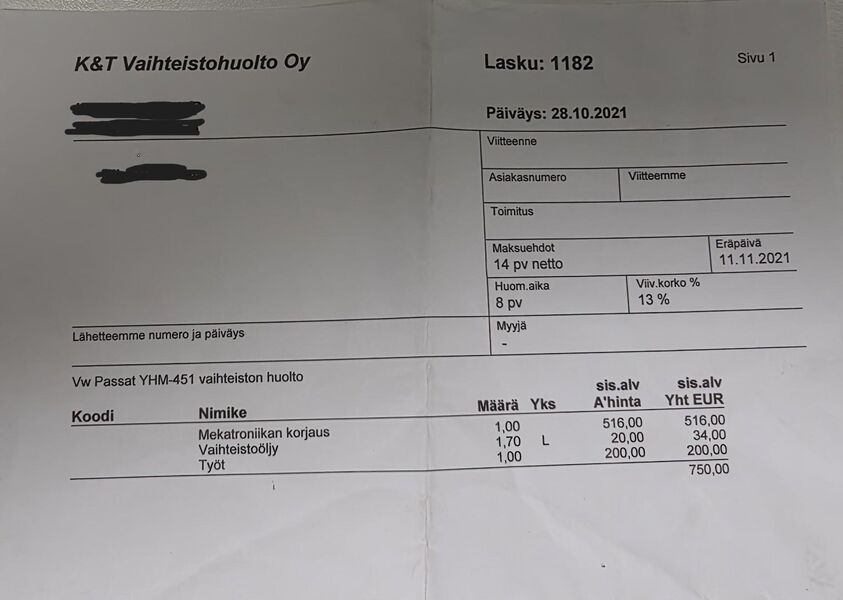 K&T Vaihteistohuolto Oy
Lasku: 1182
Sivu 1
Päiväys: 28.10.2021
Viitteenne
Asiakasnumero
Viitteemme
Toimitus
Maksuehdot
14 pv netto
Eräpäivä
11.11.2021
Huom.aika
8 pv
Viiv.korko %
13 %
Lähetteemme numero ja päiväys
Myyjä
-
Vw Passat YHM-451 vaihteiston huolto
sis.alv sis.alv
Koodi Nimike Määrä Yks A'hinta Yht EUR
Mekatroniikan korjaus 1,00 516,00 516,00
Vaihteistoöljy 1,70 L 20,00 34,00
Työt 1,00 200,00 200,00
750,00